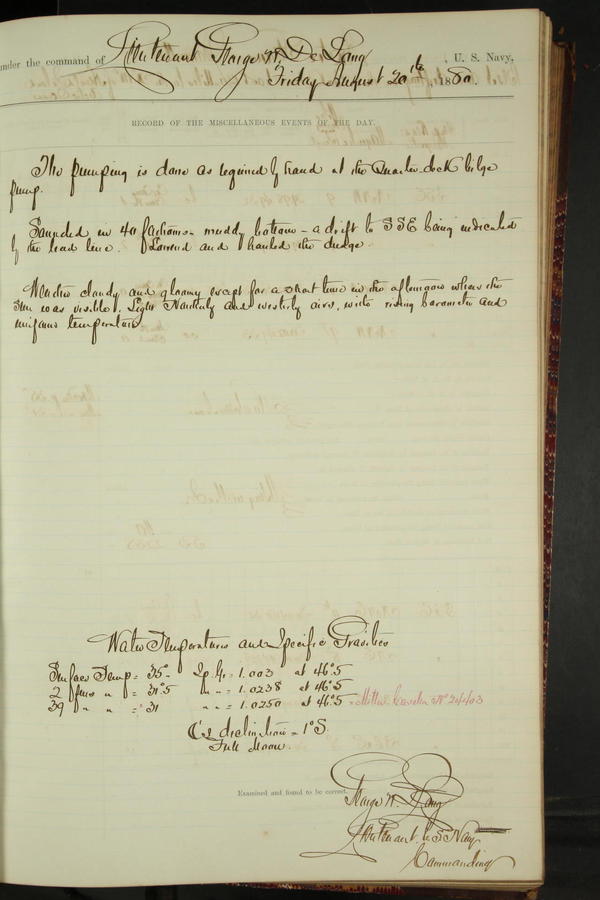 under the command of Lieutenant George W. De Long, U. S. Navy,
Friday August 20th, 1880.
RECORD OF THE MISCELLANEOUS EVENTS OF THE DAY.
The pumping is done as required by hand at the Quarter deck bilge
pump.
Sounded in 40 fathoms - muddy bottom - a drift to SSE being indicated
by the lead line. Lowered and hauled the dredge.
Weather cloudy and gloomy except for a short time in the afternoon when the
Sun was visible. Light Northerly and westerly airs, with rising barometer and
uniform temperature.
Water Temperatures and Specific Gravities
Surface Temp = 35°- Sp. Gr = 1.003 at 46°5
2 fms " " = 31°5 " " = 1.0238 at 46°5
39 " " = 31 " " = 1.0250 at 46°5 - No 24403
☾'s declination = 1° S.
Full Moon.
Examined and found to be correct.
George W. De Long
Lieutenant U.S. Navy
Commanding